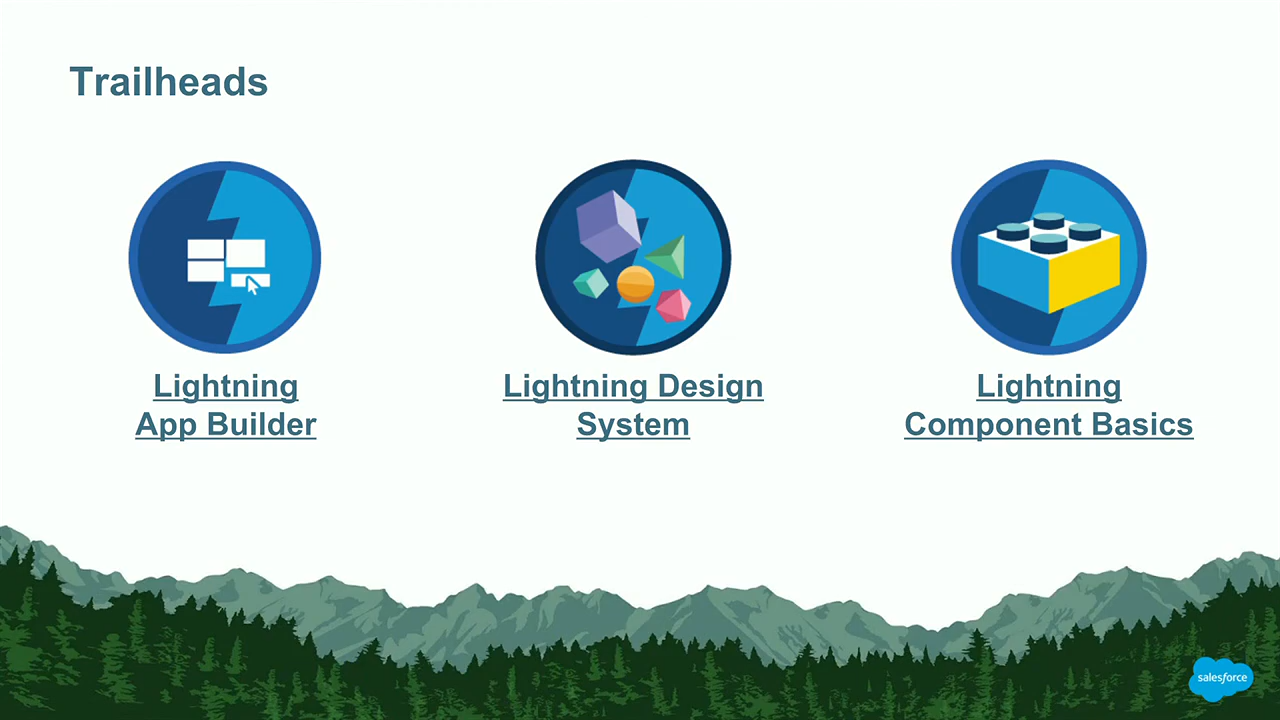 Trailheads
Lightning
App Builder
Lightning Design
System
Lightning
Component Basics
salesforce